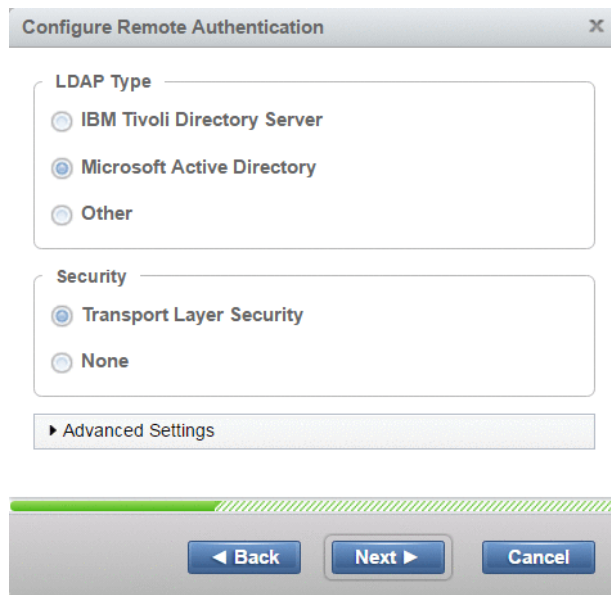 Configure Remote Authentication
LDAP Type
IBM Tivoli Directory Server
Microsoft Active Directory
Other
Security
Transport Layer Security
None
Advanced Settings
Back Next Cancel